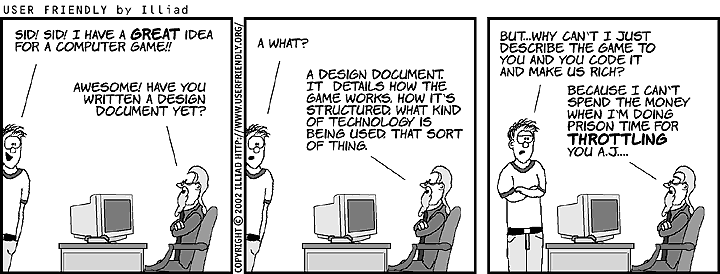 USER FRIENDLY by Illiad
SID! SID! I HAVE A GREAT IDEA
FOR A COMPUTER GAME!!
AWESOME! HAVE YOU
WRITTEN A DESIGN
DOCUMENT YET?
COPYRIGHT © 2002 ILLIAD HTTP://WWW.USERFRIENDLY.ORG/
A WHAT?
A DESIGN DOCUMENT.
IT DETAILS HOW THE
GAME WORKS, HOW IT'S
STRUCTURED, WHAT KIND
OF TECHNOLOGY IS
BEING USED. THAT SORT
OF THING.
BUT...WHY CAN'T I JUST
DESCRIBE THE GAME TO
YOU AND YOU CODE IT
AND MAKE US RICH?
BECAUSE I CAN'T
SPEND THE MONEY
WHEN I'M DOING
PRISON TIME FOR
THROTTLING
YOU A.J....